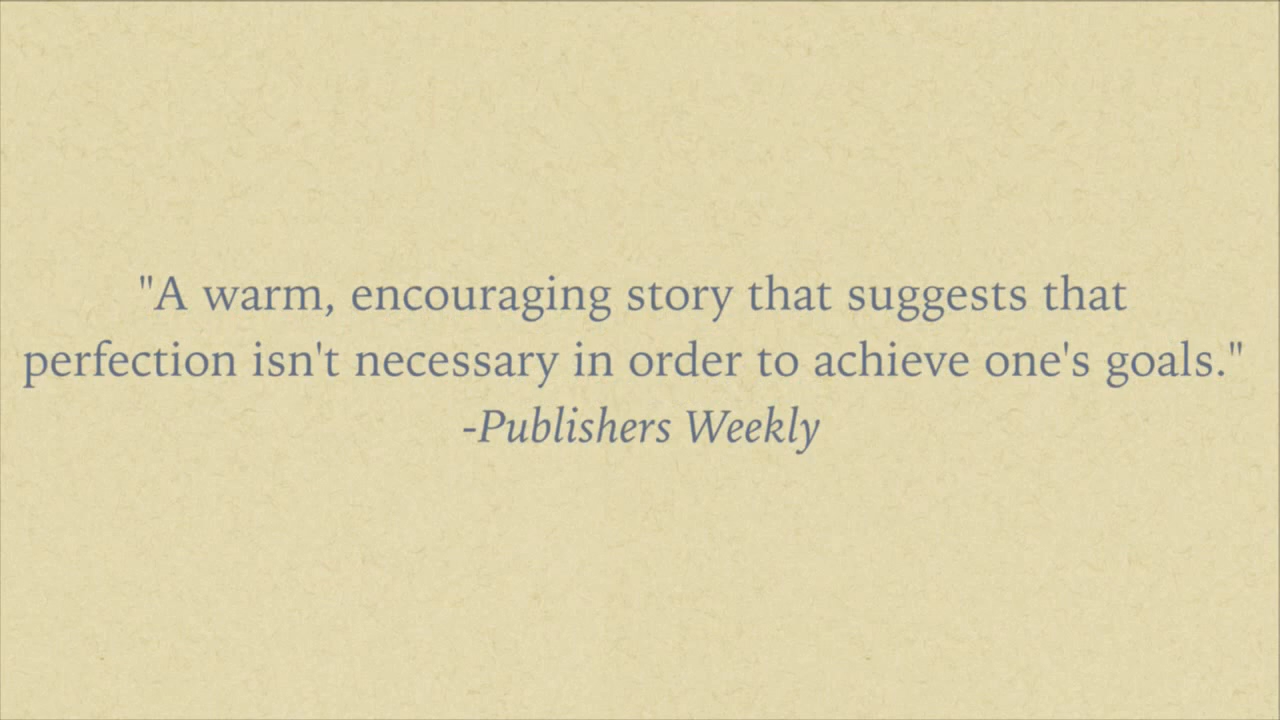 "A warm, encouraging story that suggests that
perfection isn't necessary in order to achieve one's goals."
-Publishers Weekly